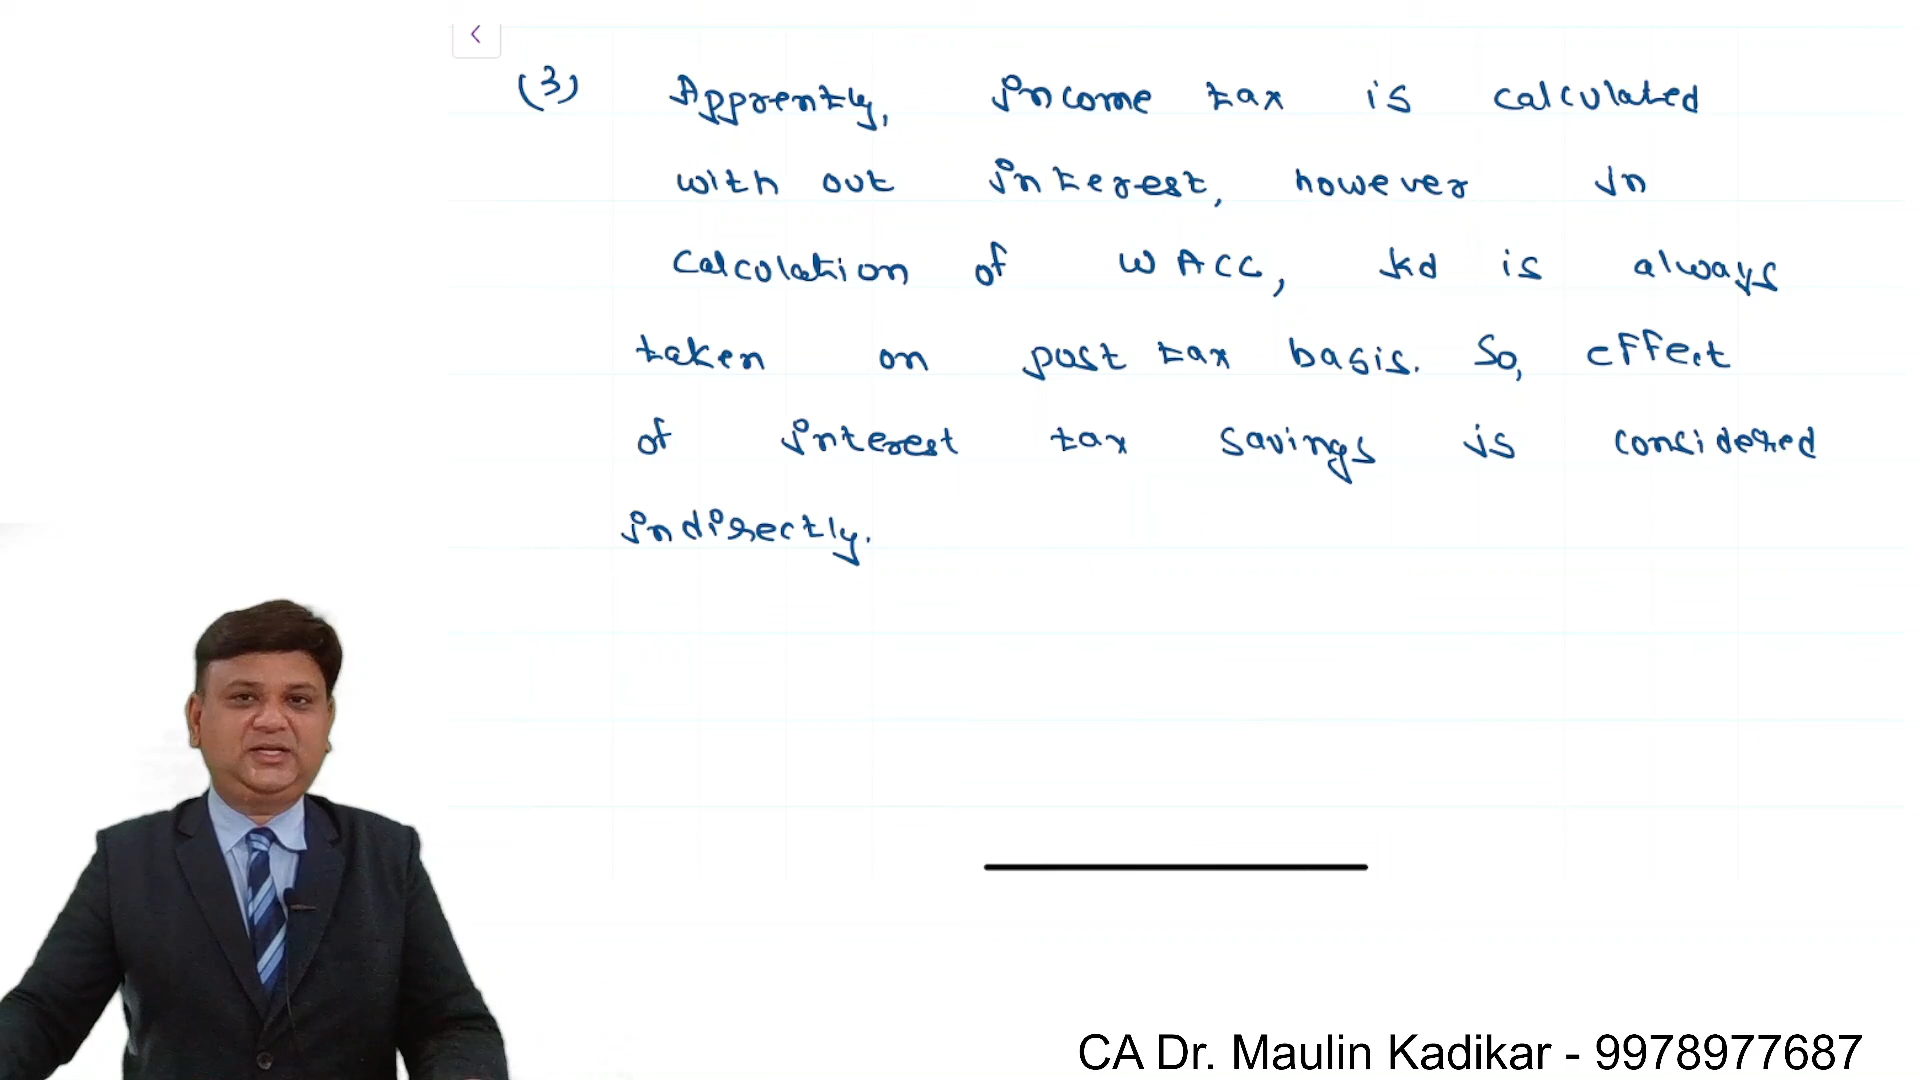 (3) Apprently, income tax is calculated
with out interest, however in
calculation of WACC, kd is always
taken on post tax basis. So, effect
of interest tax savings is considered
indirectly.
CA Dr. Maulin Kadikar - 9978977687